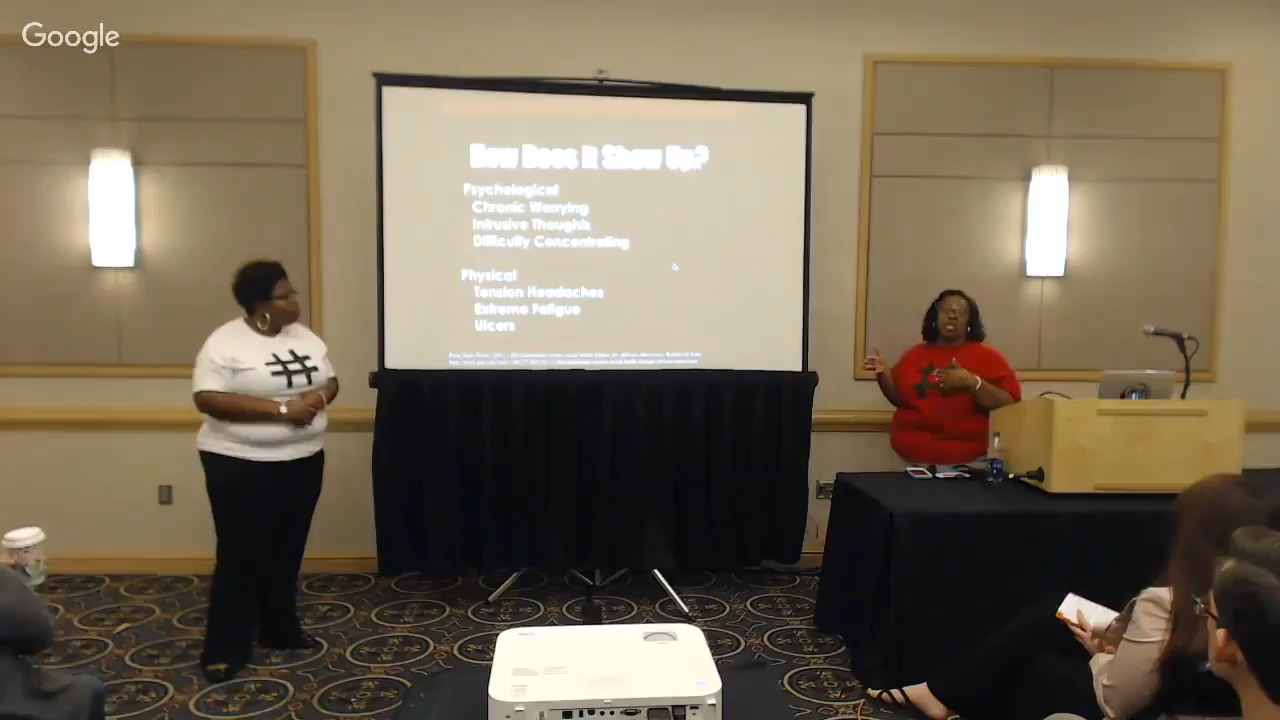 Google
How Does It Show Up?
Psychological
Chronic Worrying
Intrusive Thoughts
Difficulty Concentrating
Physical
Tension Headaches
Extreme Fatigue
Ulcers
#
#